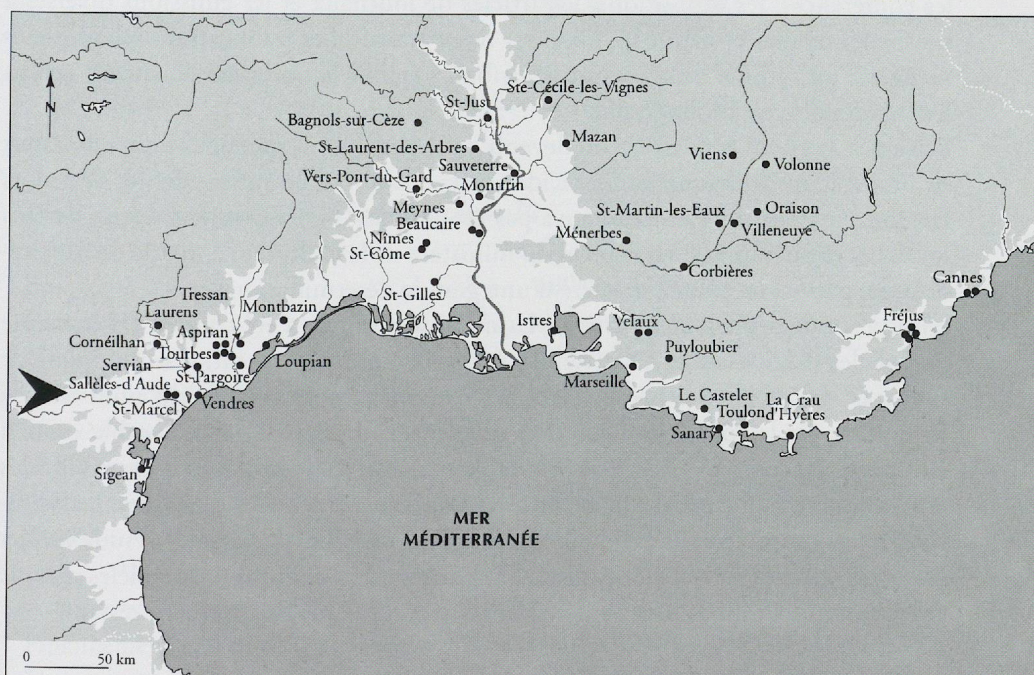 N
Ste-Cécile-les-Vignes
St-Just
Bagnols-sur-Cèze
Mazan
St-Laurent-des-Arbres
Viens
Volonne
Sauveterre
Vers-Pont-du-Gard
Montfrin
Meynes
St-Martin-les-Eaux
Oraison
Beaucaire
Ménerbes
Villeneuve
Nîmes
St-Côme
Corbières
Cannes
St-Gilles
Tressan
Montbazin
Laurens
Fréjus
Istres
Velaux
Aspiran
Cornéilhan
Tourbes
Puyloubier
Loupian
Servian
St-Pargoire
Marseille
Sallèles-d'Aude
Le Castelet
La Crau
d'Hyères
St-Marcel
Vendres
Toulon
Sanary
Sigean
MER
MÉDITERRANÉE
0 50 km